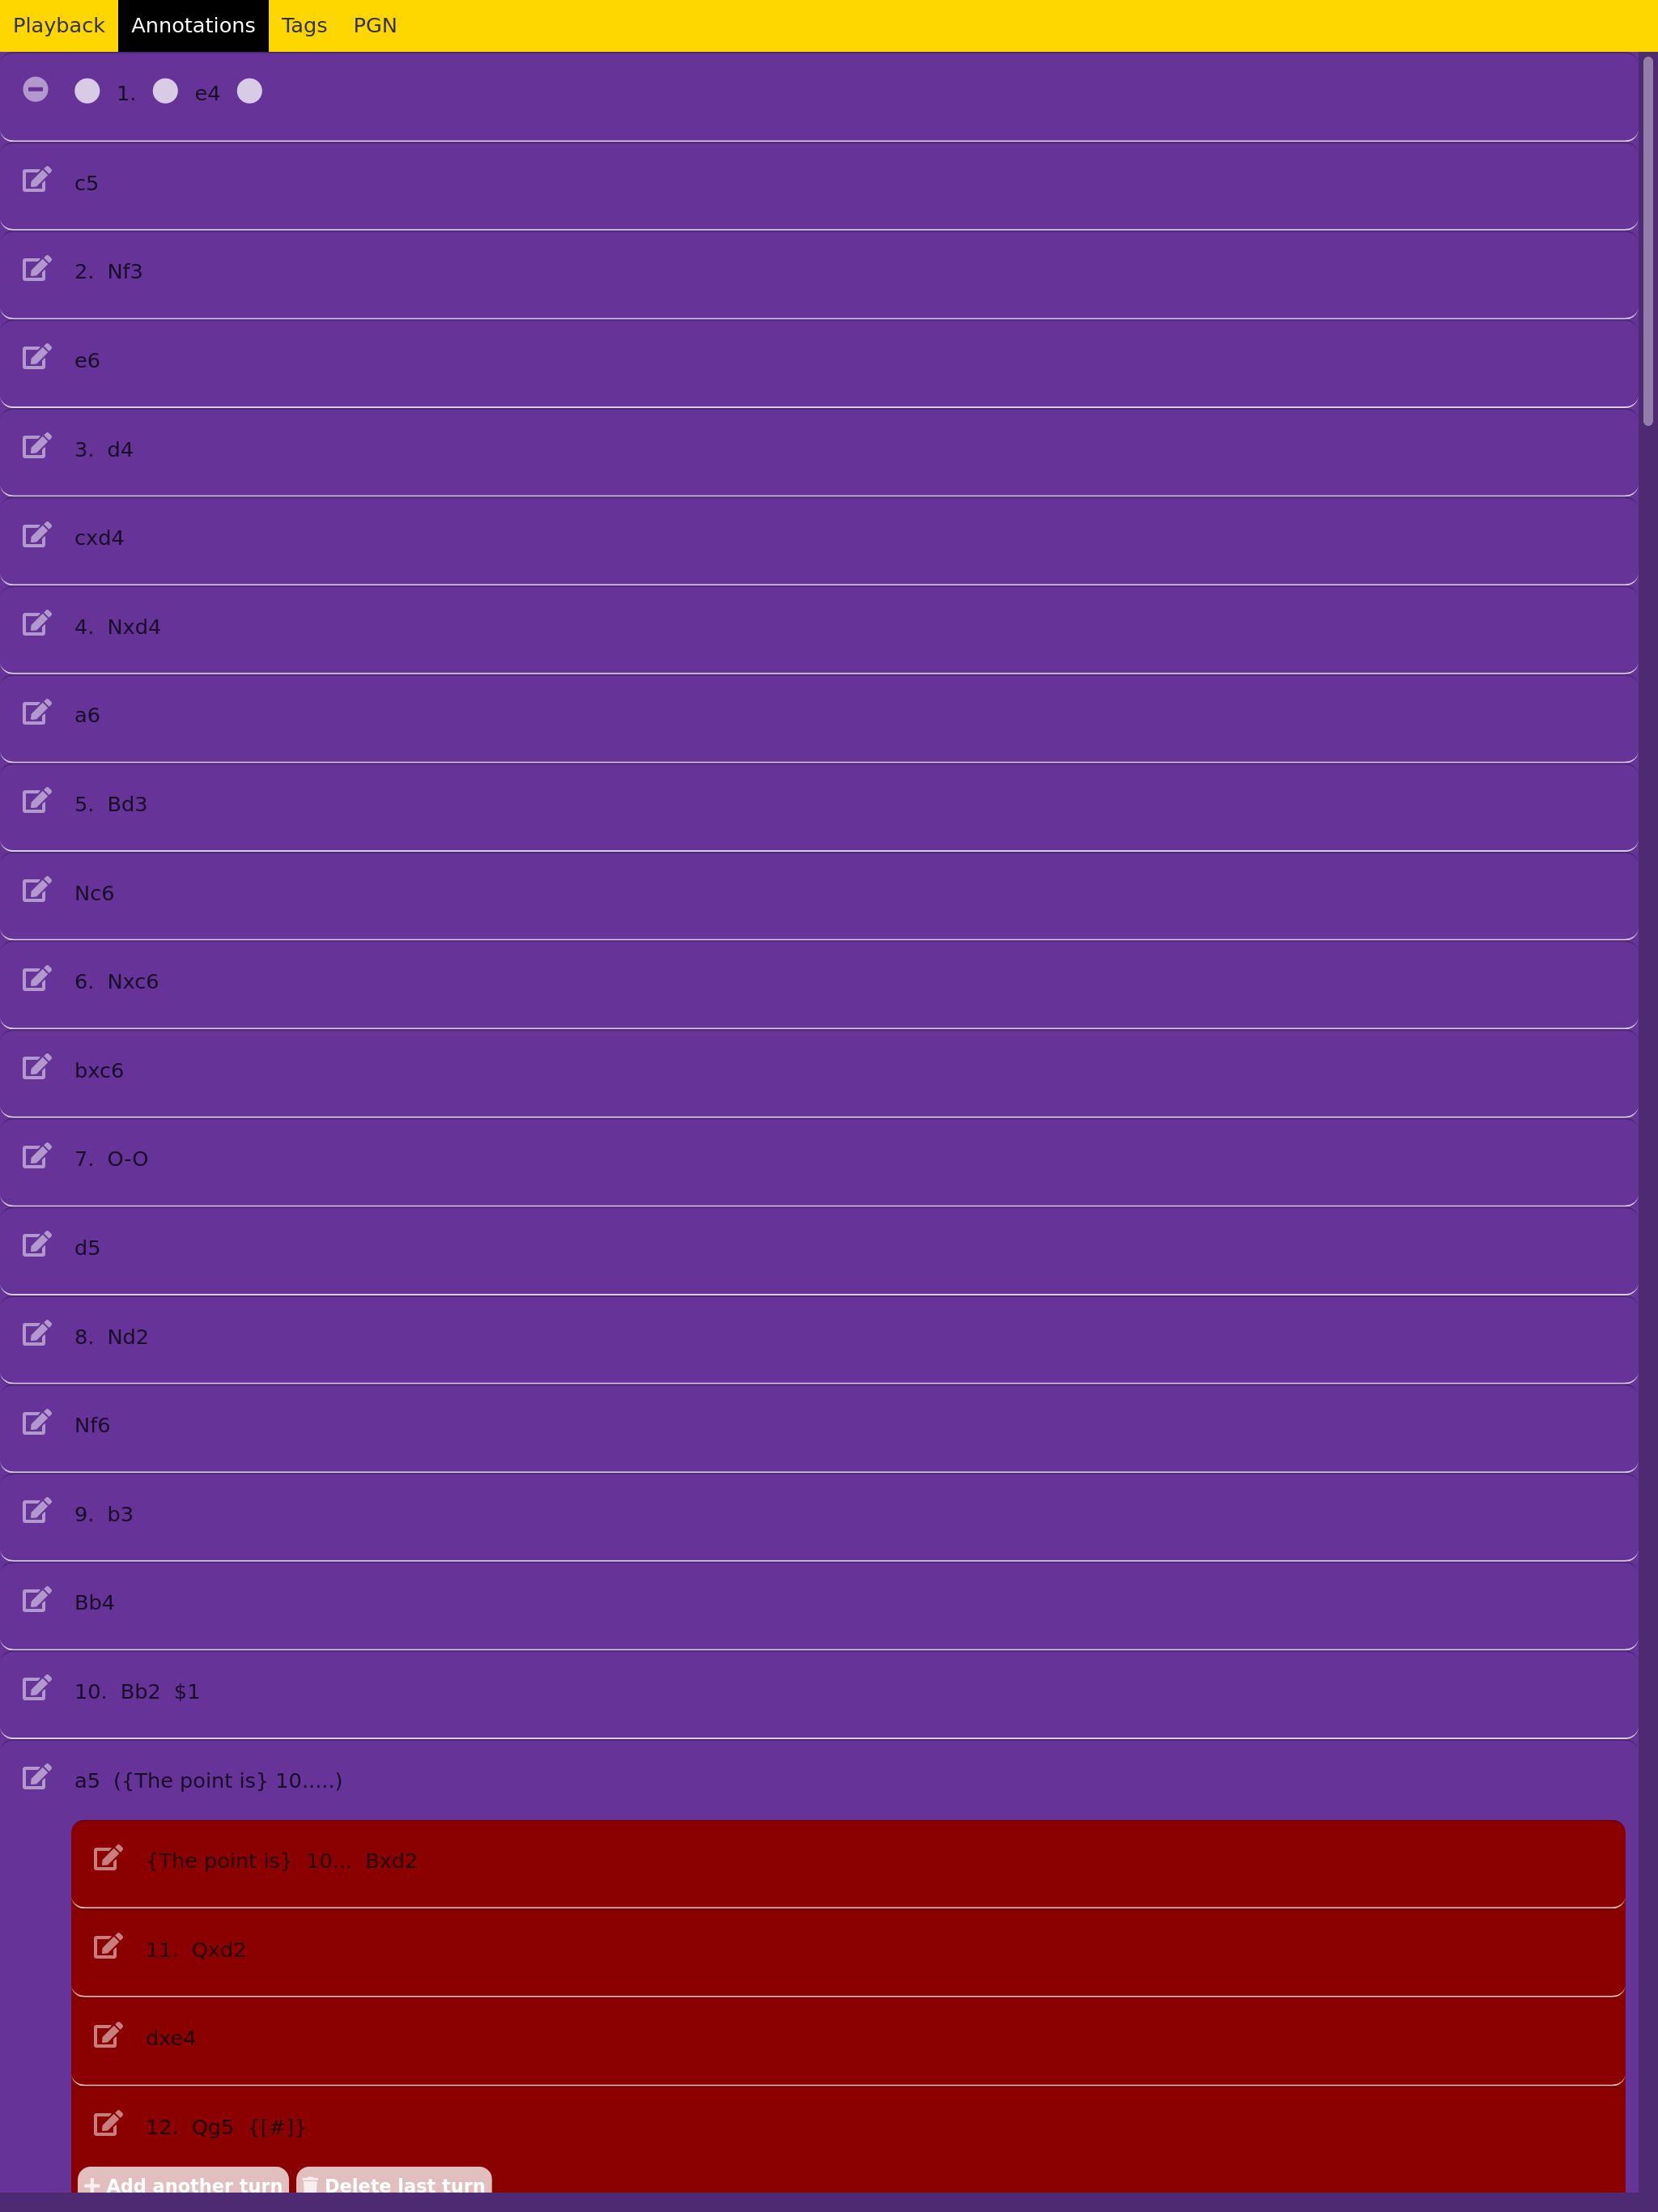 Playback Annotations Tags PGN
1. e4
c5
2. Nf3
e6
3. d4
cxd4
4. Nxd4
a6
5. Bd3
Nc6
6. Nxc6
bxc6
7. O-O
d5
8. Nd2
Nf6
9. b3
Bb4
10. Bb2 $1
a5 ({The point is} 10.....)
{The point is} 10... Bxd2
11. Qxd2
dxe4
12. Qg5 {[#]}
Add another turn Delete last turn